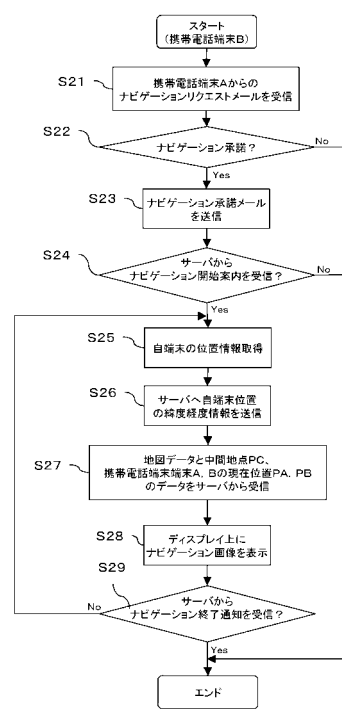 スタート
(携帯電話端末B)
S21
携帯電話端末Aからの
ナビゲーションリクエストメールを受信
S22
ナビゲーション承諾？
No
Yes
S23
ナビゲーション承諾メール
を送信
S24
サーバから
ナビゲーション開始案内を受信？
No
Yes
S25
自端末の位置情報取得
S26
サーバへ自端末位置
の緯度経度情報を送信
S27
地図データと中間地点PC、
携帯電話端末端末A、Bの現在位置PA、PB
のデータをサーバから受信
S28
ディスプレイ上に
ナビゲーション画像を表示
S29
サーバから
ナビゲーション終了通知を受信？
No
Yes
エンド